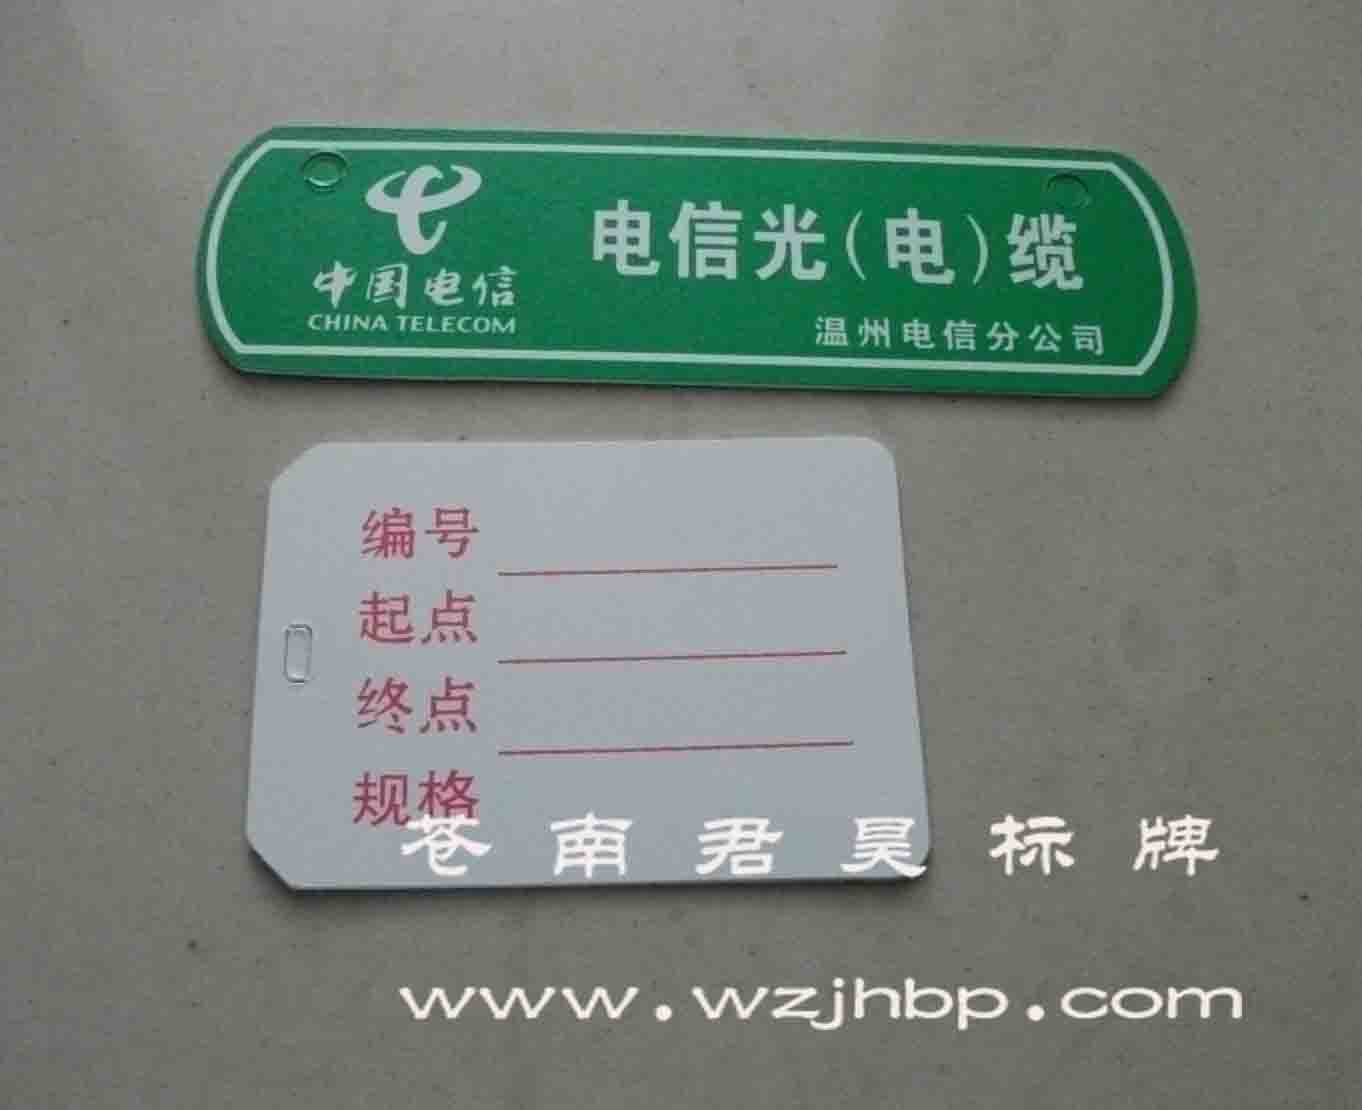 中国电信
CHINA TELECOM
电信光(电)缆
温州电信分公司
编号
起点
终点
规格
苍南君昊标牌
www.wzjhbp.com